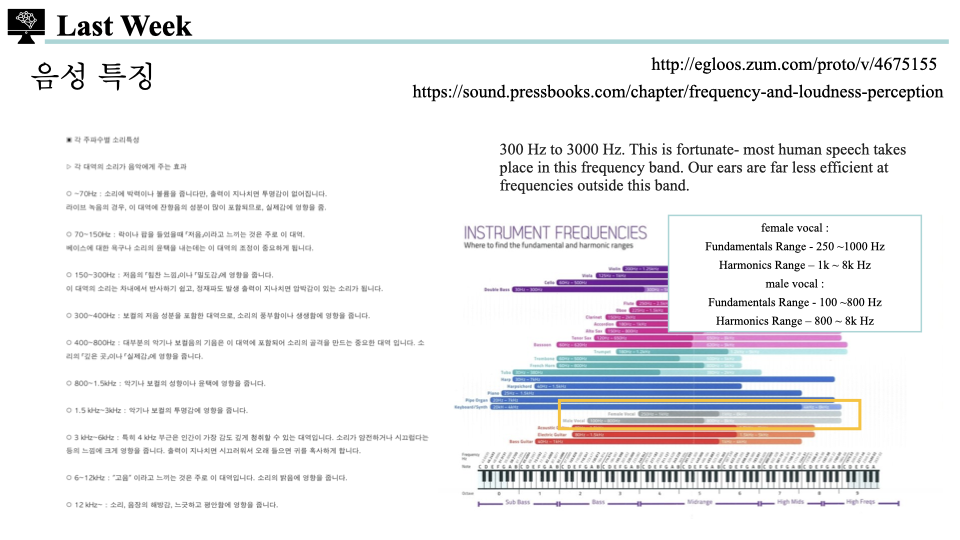 Last Week
음성 특징
http://egloos.zum.com/proto/v/4675155
https://sound.pressbooks.com/chapter/frequency-and-loudness-perception
▣ 각 주파수별 소리특성
▷ 각 대역의 소리가 음악에게 주는 효과
○ ~70Hz : 소리에 박력이나 볼륨을 줍니다만, 출력이 지나치면 투명감이 없어집니다.
라이브 녹음의 경우, 이 대역에 잔향음의 성분이 많이 포함되므로, 실체감에 영향을 줌.
○ 70~150Hz : 락이나 팝을 들었을때 「저음」이라고 느끼는 것은 주로 이 대역.
베이스에 대한 욕구나 소리의 윤택을 내는데는 이 대역의 조정이 중요하게 됩니다.
○ 150~300Hz : 저음의 「힘찬 느낌」이나 「밀도감」에 영향을 줍니다.
이 대역의 소리는 차내에서 반사하기 쉽고, 정재파도 발생 출력이 지나치면 압박감이 있는 소리가 됩니다.
○ 300~400Hz : 보컬의 저음 성분을 포함한 대역으로, 소리의 풍부함이나 생생함에 영향을 줌.
○ 400~800Hz : 대부분의 악기나 보컬음의 기음은 이 대역에 포함되어 소리의 골격을 만드는 중요한 대역 입니다. 소
리의 「깊은 곳」이나 「실체감」에 영향을 줍니다.
○ 800~1.5kHz : 악기나 보컬의 성향이나 윤택에 영향을 줍니다.
○ 1.5 kHz~3kHz : 악기나 보컬의 투명감에 영향을 줍니다.
○ 3 kHz~6kHz : 특히 4 kHz 부근은 인간이 가장 감도 깊게 청취할 수 있는 대역입니다. 소리가 얌전하거나 시끄럽다는
등의 느낌에 크게 영향을 줍니다. 출력이 지나치면 시끄러워서 오래 들으면 귀를 혹사하게 합니다.
○ 6~12kHz : "고음" 이라고 느끼는 것은 주로 이 대역입니다. 소리의 밝음에 영향을 줌.
○ 12 kHz~ : 소리, 음장의 해방감, 느긋하고 평안함에 영향을 줌.
300 Hz to 3000 Hz. This is fortunate- most human speech takes
place in this frequency band. Our ears are far less efficient at
frequencies outside this band.
INSTRUMENT FREQUENCIES
Where to find the fundamental and harmonic ranges
female vocal :
Fundamentals Range - 250 ~1000 Hz
Harmonics Range – 1k ~ 8k Hz
male vocal :
Fundamentals Range - 100 ~800 Hz
Harmonics Range – 800 ~ 8k Hz
Violin
Viola
Cello
Double Bass
Flute
Oboe
Clarinet
Alto Sax
Tenor Sax
Bassoon
Trumpet
Trombone
French Horn
Tuba
Harp
Harpsichord
Piano
Pipe Organ
Keyboard/Synth
Female Vocal
Male Vocal
Acoustic
Electric Guitar
Bass Guitar
Frequency
Note
C D E F G A B C D E F G A B C D E F G A B C D E F G A B C D E F G A B C D E F G A B C D E F G A B C D E F G A B C D E F G A B C D E F G A
Octave 0 1 2 3 4 5 6 7 8 9
Sub Bass Bass Midrange High Mids High Freqs